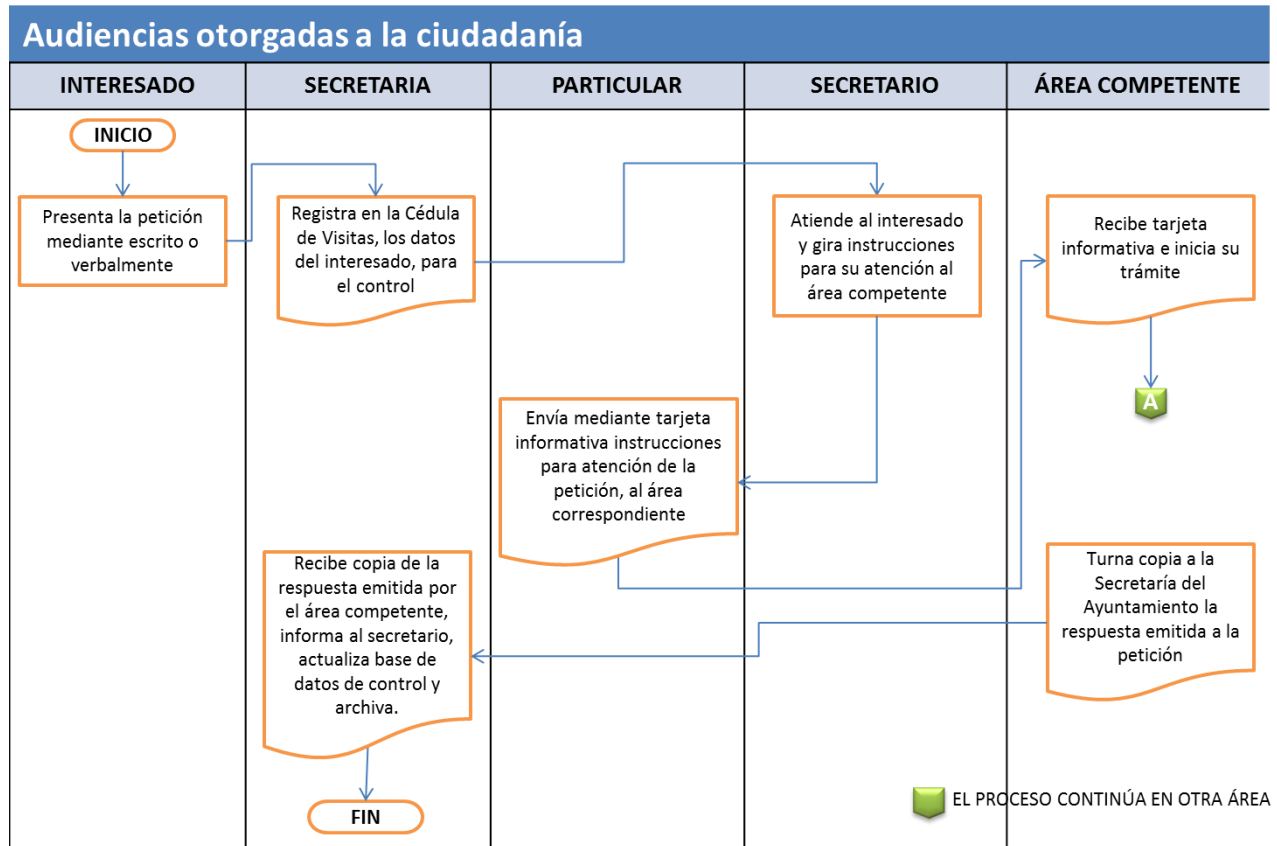 Audiencias otorgadas a la ciudadanía
INTERESADO
SECRETARIA
PARTICULAR
SECRETARIO
ÁREA COMPETENTE
INICIO
Presenta la petición
mediante escrito o
verbalmente
Registra en la Cédula
de Visitas, los datos
del interesado, para
el control
Atiende al interesado
y gira instrucciones
para su atención al
área competente
Recibe tarjeta
informativa e inicia su
trámite
A
Envía mediante tarjeta
informativa instrucciones
para atención de la
petición, al área
correspondiente
Turna copia a la
Secretaría del
Ayuntamiento la
respuesta emitida a la
petición
Recibe copia de la
respuesta emitida por
el área competente,
informa al secretario,
actualiza base de
datos de control y
archiva.
FIN
EL PROCESO CONTINÚA EN OTRA ÁREA